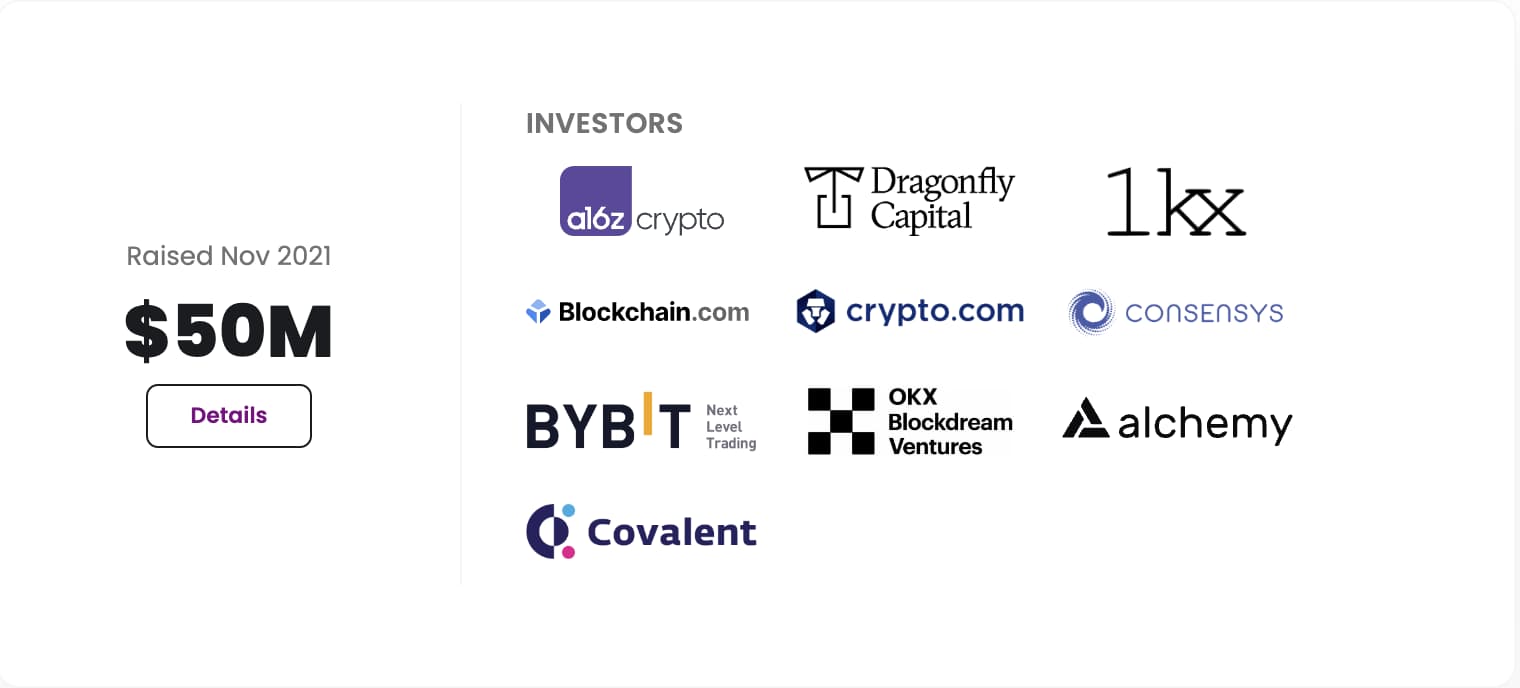 INVESTORS
a16z crypto
Dragonfly
Capital
1kx
Raised Nov 2021
$50M
Details
Blockchain.com
crypto.com
CONSENSYS
BYBIT
Next
Level
Trading
OKX
Blockdream
Ventures
alchemy
Covalent